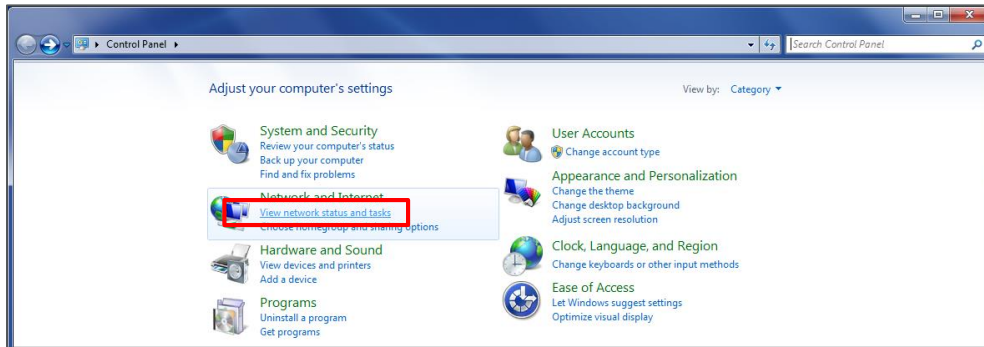 Control Panel
Search Control Panel
Adjust your computer's settings
View by: Category
System and Security
Review your computer's status
Back up your computer
Find and fix problems
Network and Internet
View network status and tasks
Choose homegroup and sharing options
Hardware and Sound
View devices and printers
Add a device
Programs
Uninstall a program
Get programs
User Accounts
Change account type
Appearance and Personalization
Change the theme
Change desktop background
Adjust screen resolution
Clock, Language, and Region
Change keyboards or other input methods
Ease of Access
Let Windows suggest settings
Optimize visual display